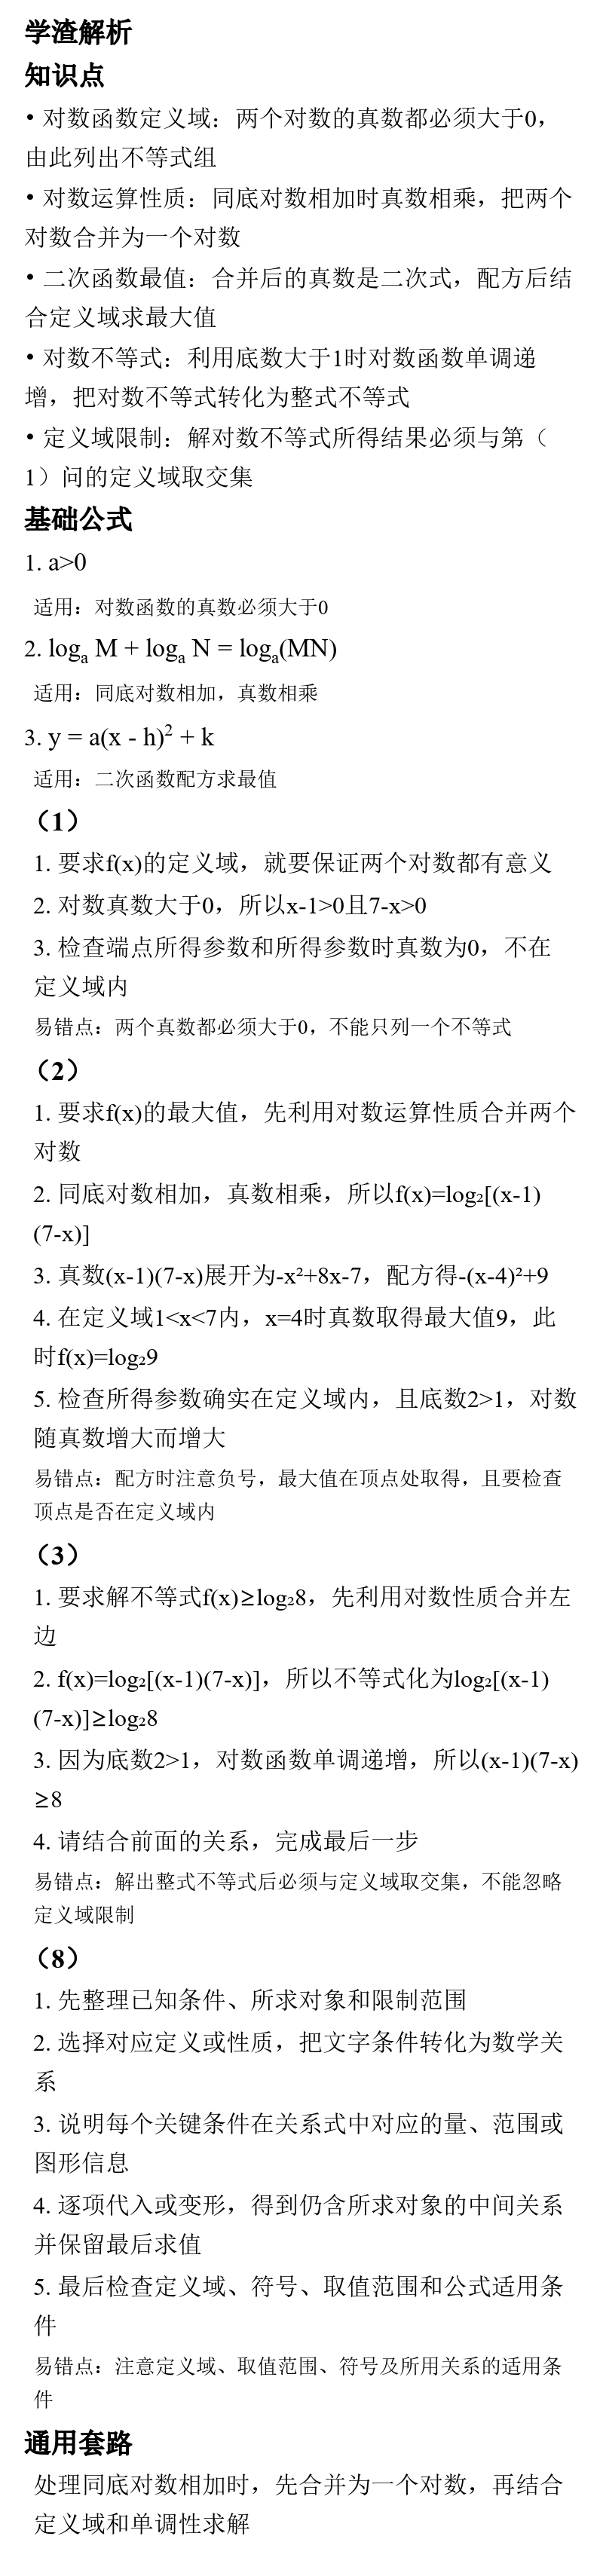 学渣解析
知识点
• 对数函数定义域：两个对数的真数都必须大于0，
由此列出不等式组
• 对数运算性质：同底对数相加时真数相乘，把两个
对数合并为一个对数
• 二次函数最值：合并后的真数是二次式，配方后结
合定义域求最大值
• 对数不等式：利用底数大于1时对数函数单调递
增，把对数不等式转化为整式不等式
• 定义域限制：解对数不等式所得结果必须与第（
1）问的定义域取交集
基础公式
1. a>0
适用：对数函数的真数必须大于0
2. logₐ M + logₐ N = logₐ(MN)
适用：同底对数相加，真数相乘
3. y = a(x - h)² + k
适用：二次函数配方求最值
（1）
1. 要求f(x)的定义域，就要保证两个对数都有意义
2. 对数真数大于0，所以x-1>0且7-x>0
3. 检查端点所得参数和所得参数时真数为0，不在
定义域内
易错点：两个真数都必须大于0，不能只列一个不等式
（2）
1. 要求f(x)的最大值，先利用对数运算性质合并两个
对数
2. 同底对数相加，真数相乘，所以f(x)=log₂[(x-1)
(7-x)]
3. 真数(x-1)(7-x)展开为-x²+8x-7，配方得-(x-4)²+9
4. 在定义域1<x<7内，x=4时真数取得最大值9，此
时f(x)=log₂9
5. 检查所得参数确实在定义域内，且底数2>1，对数
随真数增大而增大
易错点：配方时注意负号，最大值在顶点处取得，且要检查
顶点是否在定义域内
（3）
1. 要求解不等式f(x)≥log₂8，先利用对数性质合并左
边
2. f(x)=log₂[(x-1)(7-x)]，所以不等式化为log₂[(x-1)
(7-x)]≥log₂8
3. 因为底数2>1，对数函数单调递增，所以(x-1)(7-x)
≥8
4. 请结合前面的关系，完成最后一步
易错点：解出整式不等式后必须与定义域取交集，不能忽略
定义域限制
（8）
1. 先整理已知条件、所求对象和限制范围
2. 选择对应定义或性质，把文字条件转化为数学关
系
3. 说明每个关键条件在关系式中对应的量、范围或
图形信息
4. 逐项代入或变形，得到仍含所求对象的中间关系
并保留最后求值
5. 最后检查定义域、符号、取值范围和公式适用条
件
易错点：注意定义域、取值范围、符号及所用关系的适用条
件
通用套路
处理同底对数相加时，先合并为一个对数，再结合
定义域和单调性求解